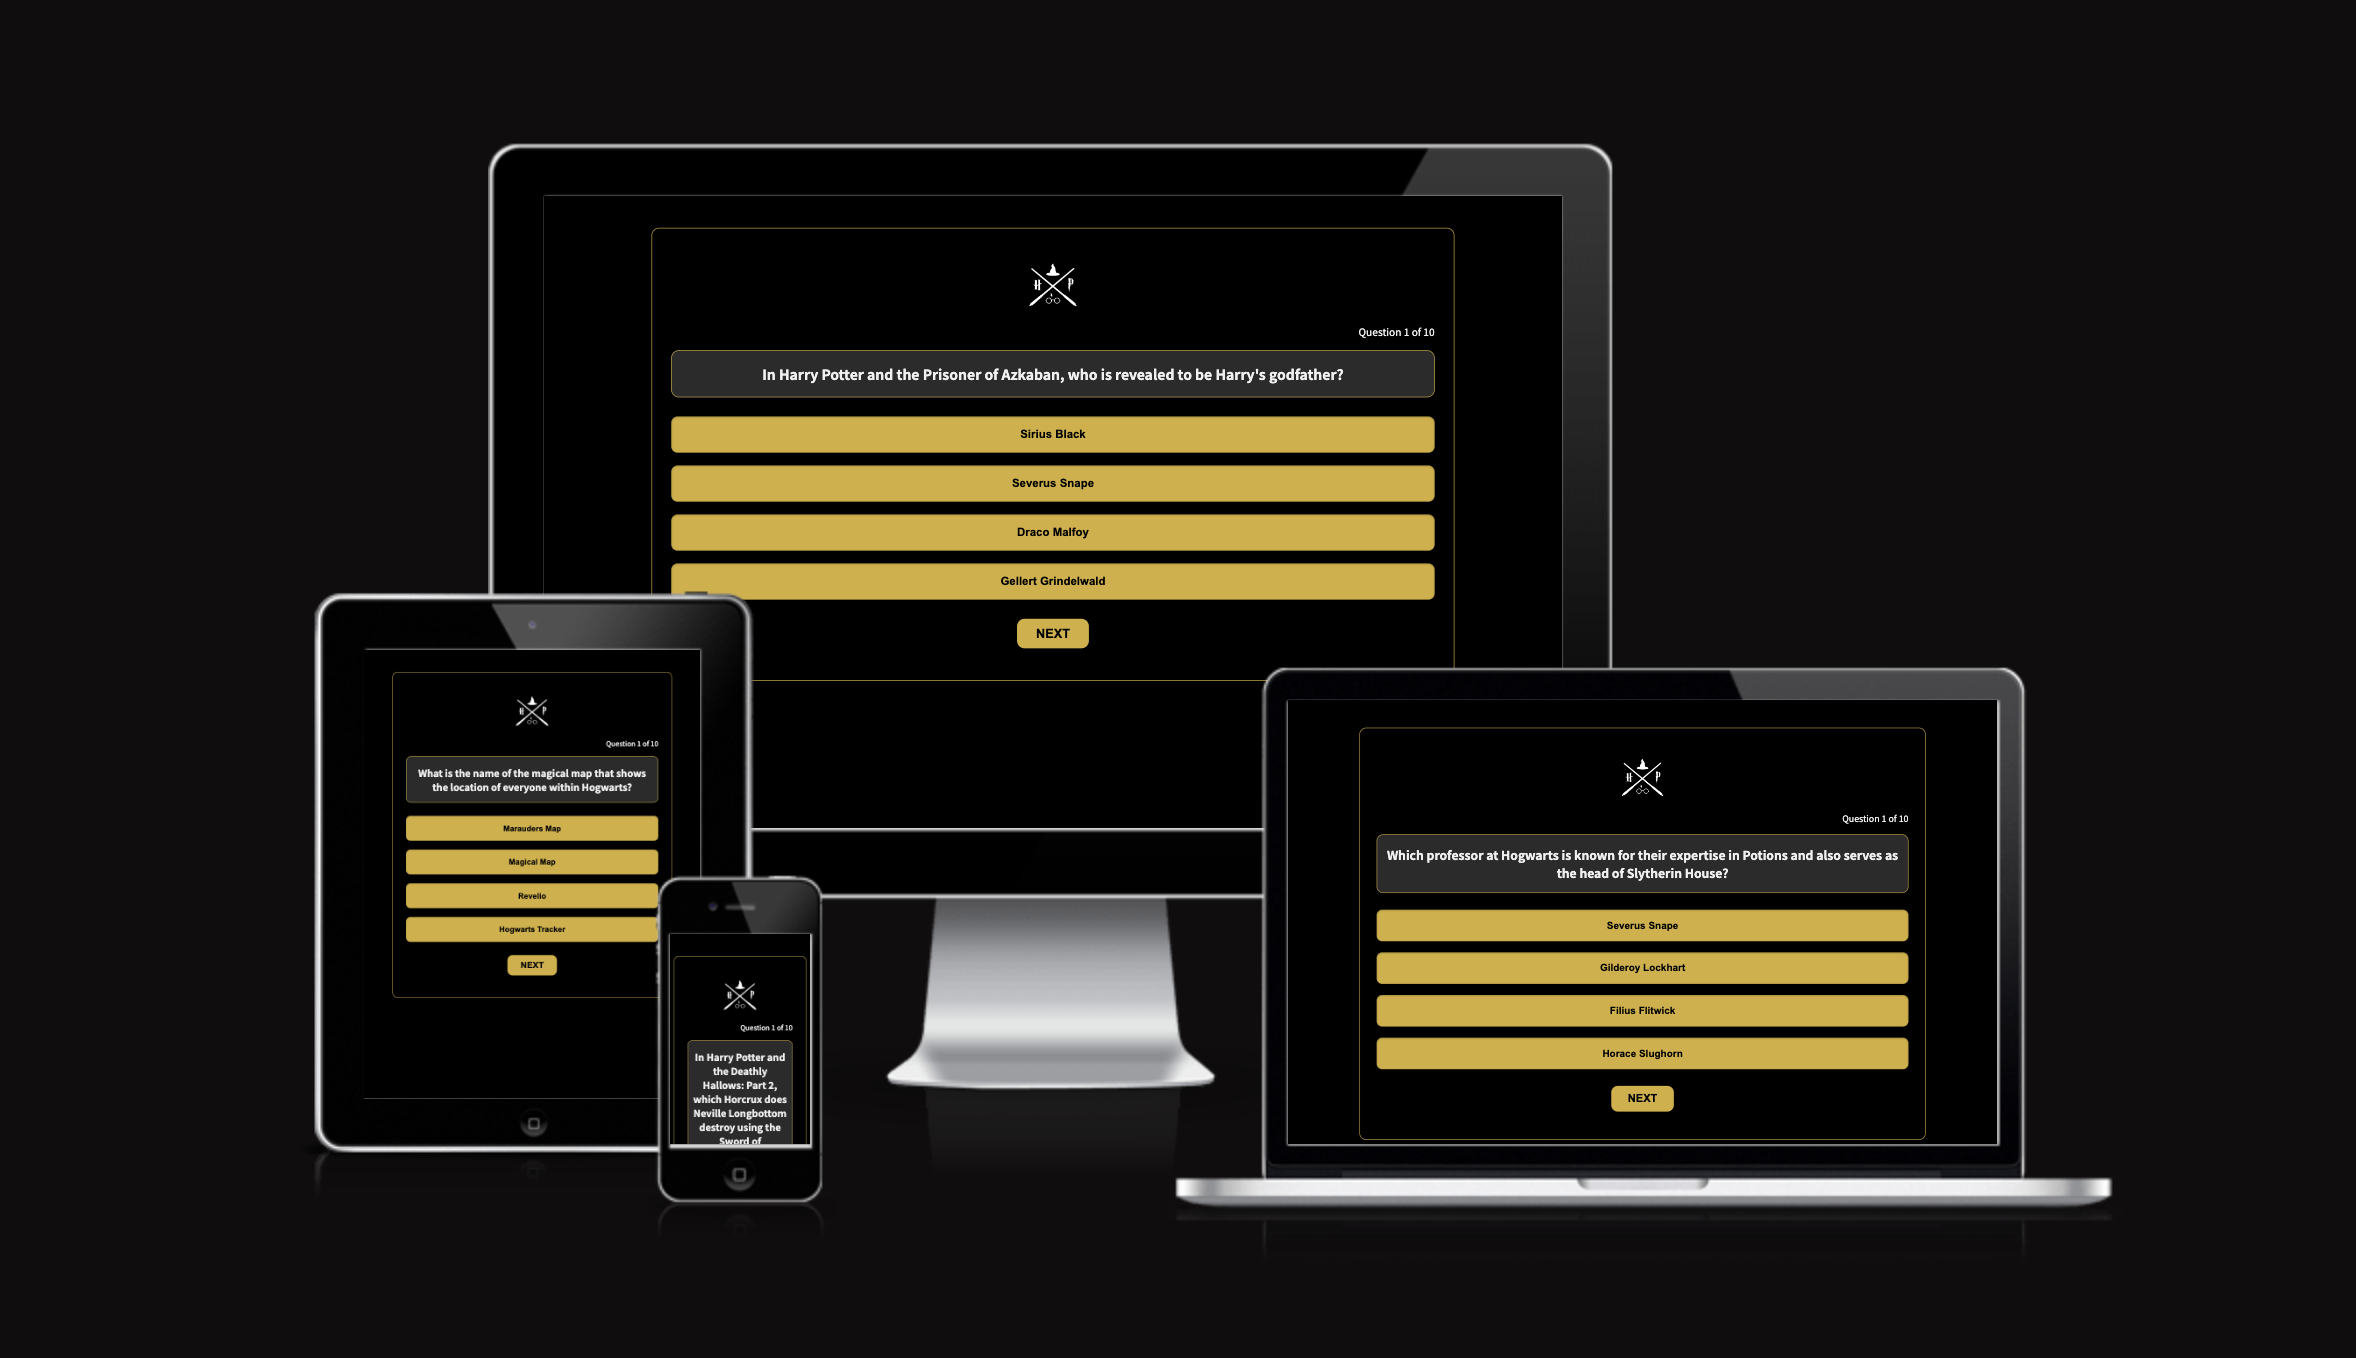 H P
Question 1 of 10
In Harry Potter and the Prisoner of Azkaban, who is revealed to be Harry's godfather?
Sirius Black
Severus Snape
Draco Malfoy
Gellert Grindelwald
NEXT
H P
Question 1 of 10
What is the name of the magical map that shows
the location of everyone within Hogwarts?
Marauders Map
Magical Map
Revelio
Hogwarts Tracker
NEXT
H P
Question 1 of 10
In Harry Potter and
the Deathly
Hallows: Part 2,
which Horcrux does
Neville Longbottom
destroy using the
Sword of
H P
Question 1 of 10
Which professor at Hogwarts is known for their expertise in Potions and also serves as
the head of Slytherin House?
Severus Snape
Gilderoy Lockhart
Filius Flitwick
Horace Slughorn
NEXT